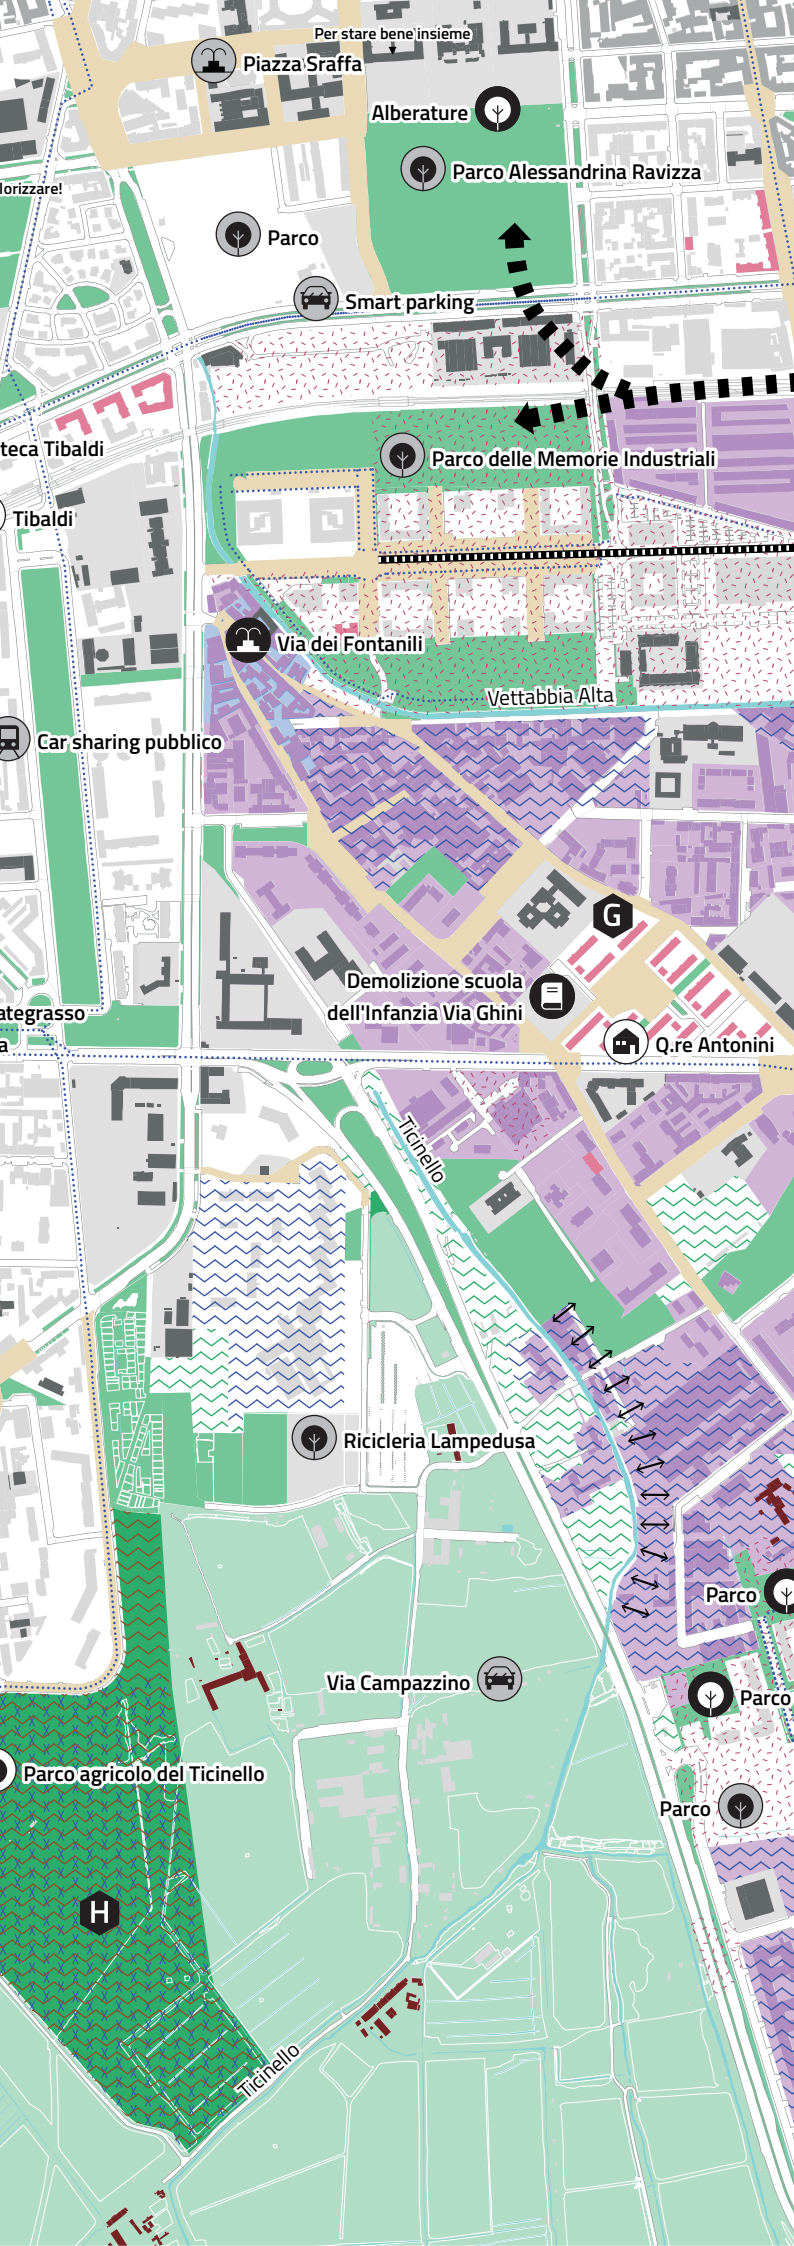 Per stare bene insieme
Piazza Sraffa
Alberature
Parco Alessandrina Ravizza
lorizzare!
Parco
Smart parking
teca Tibaldi
Parco delle Memorie Industriali
Tibaldi
Via dei Fontanili
Vettabbia Alta
Car sharing pubblico
G
Demolizione scuola
dell'Infanzia Via Ghini
ategrasso
a
Q.re Antonini
Ticinello
Ricicleria Lampedusa
Parco
Via Campazzino
Parco
Parco agricolo del Ticinello
Parco
H
Ticinello